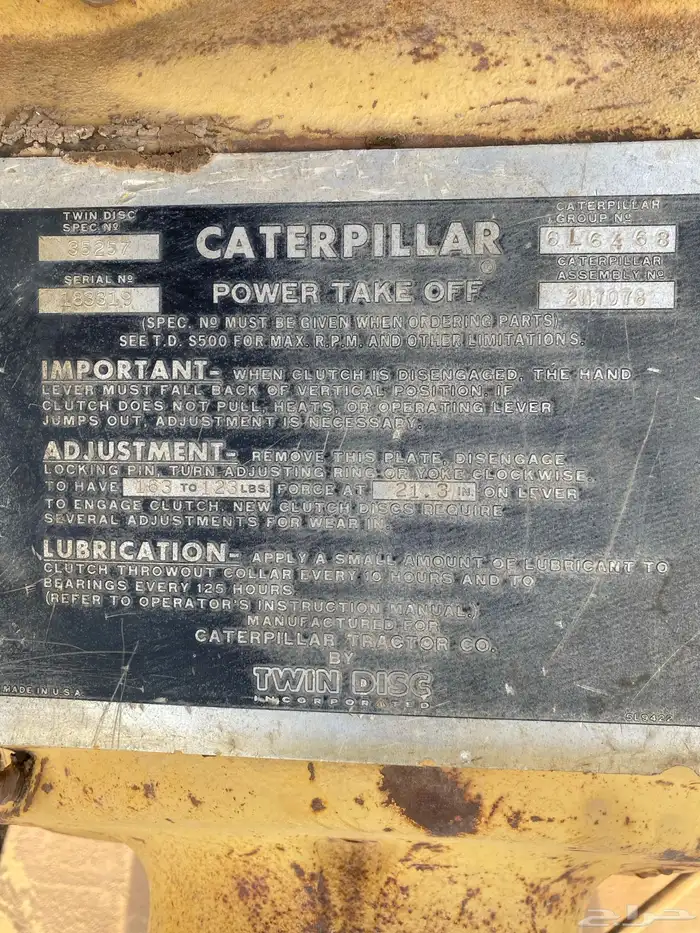 TWIN DISC
SPEC. Nº
35257
SERIAL Nº
183319
CATERPILLAR
®
POWER TAKE OFF
CATERPILLAR
GROUP Nº
6L6468
CATERPILLAR
ASSEMBLY Nº
2H7078
(SPEC. Nº MUST BE GIVEN WHEN ORDERING PARTS)
SEE T.D. S500 FOR MAX. R.P.M. AND OTHER LIMITATIONS.
IMPORTANT- WHEN CLUTCH IS DISENGAGED, THE HAND
LEVER MUST FALL BACK OF VERTICAL POSITION. IF
CLUTCH DOES NOT PULL, HEATS, OR OPERATING LEVER
JUMPS OUT, ADJUSTMENT IS NECESSARY.
ADJUSTMENT- REMOVE THIS PLATE, DISENGAGE
LOCKING PIN, TURN ADJUSTING RING OR YOKE CLOCKWISE,
TO HAVE 163 TO 123 LBS. FORCE AT 21.3 IN. ON LEVER
TO ENGAGE CLUTCH. NEW CLUTCH DISCS REQUIRE
SEVERAL ADJUSTMENTS FOR WEAR IN.
LUBRICATION- APPLY A SMALL AMOUNT OF LUBRICANT TO
CLUTCH THROWOUT COLLAR EVERY 10 HOURS AND TO
BEARINGS EVERY 125 HOURS
(REFER TO OPERATOR'S INSTRUCTION MANUAL.)
MANUFACTURED FOR
CATERPILLAR TRACTOR CO.
BY
TWIN DISC
INCORPORATED
MADE IN U.S.A.
حراج